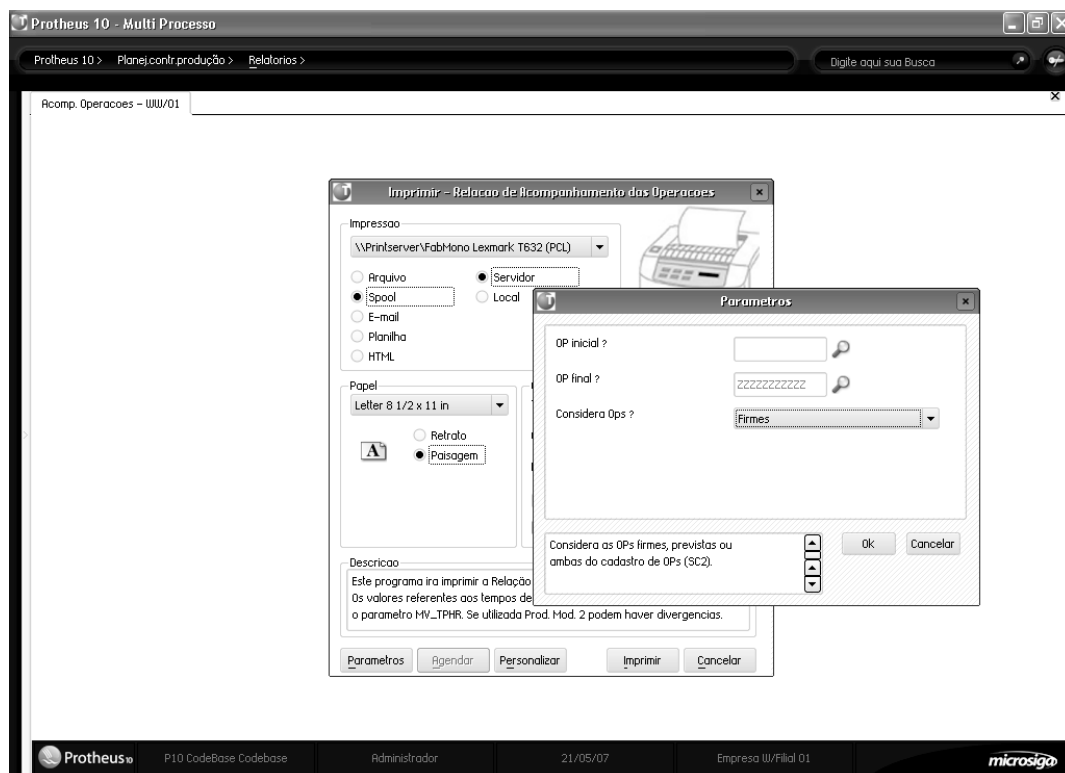 Protheus 10 - Multi Processo
Protheus 10 > Planej.contr.produção > Relatorios >
Digite aqui sua Busca
Acomp. Operacoes - WW/01
Imprimir - Relacao de Acompanhamento das Operacoes
Impressao
\\Printserver\FabMono Lexmark T632 (PCL)
Arquivo
Servidor
Spool
Local
E-mail
Planilha
HTML
Papel
Letter 8 1/2 x 11 in
Retrato
Paisagem
Descricao
Este programa ira imprimir a Relação
Os valores referentes aos tempos de
o parametro MV_TPHR. Se utilizada Prod. Mod. 2 podem haver divergencias.
Parametros
Agendar
Personalizar
Imprimir
Cancelar
Parametros
OP inicial ?
OP final ?
ZZZZZZZZZZZ
Considera Ops ?
Firmes
Considera as OPs firmes, previstas ou
ambas do cadastro de OPs (SC2).
Ok
Cancelar
Protheus 10
P10 CodeBase Codebase
Administrador
21/05/07
Empresa W/Filial 01
microsiga